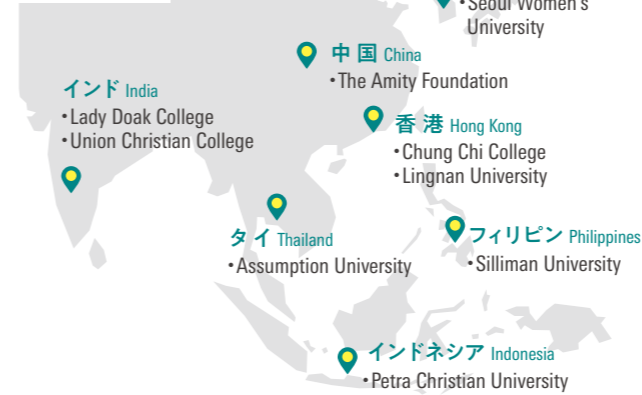 ・Seoul Women's
University
中国 China
・The Amity Foundation
インド India
・Lady Doak College
・Union Christian College
香港 Hong Kong
・Chung Chi College
・Lingnan University
タイ Thailand
・Assumption University
フィリピン Philippines
・Silliman University
インドネシア Indonesia
・Petra Christian University